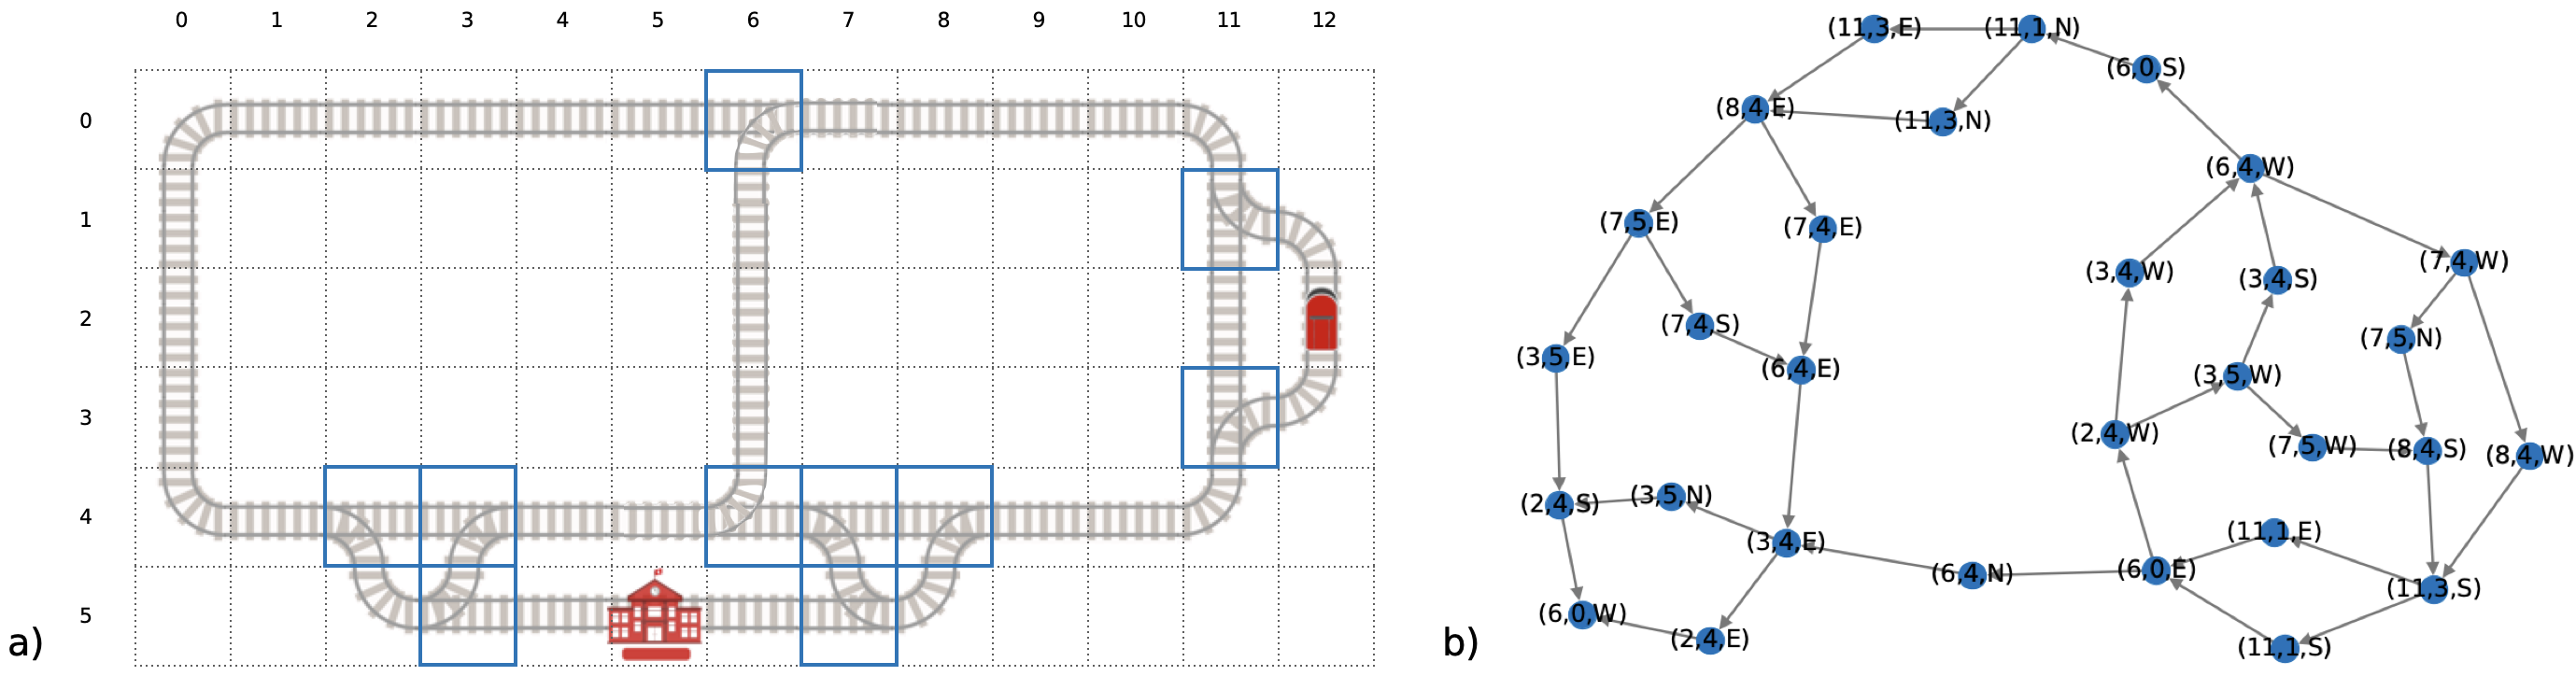 0 1 2 3 4 5 6 7 8 9 10 11 12
0
1
2
3
4
5
a)
(11,3,E) (11,1,N)
(6,0,S)
(8,4,E)
(11,3,N)
(6,4,W)
(7,5,E) (7,4,E)
(3,4,W) (3,4,S) (7,4,W)
(7,4,S) (7,5,N)
(3,5,E) (6,4,E) (3,5,W)
(2,4,W) (7,5,W) (8,4,S) (8,4,W)
(2,4,S) (3,5,N)
(3,4,E) (11,1,E)
(6,4,N) (6,0,E) (11,3,S)
(6,0,W) (2,4,E) (11,1,S)
b)